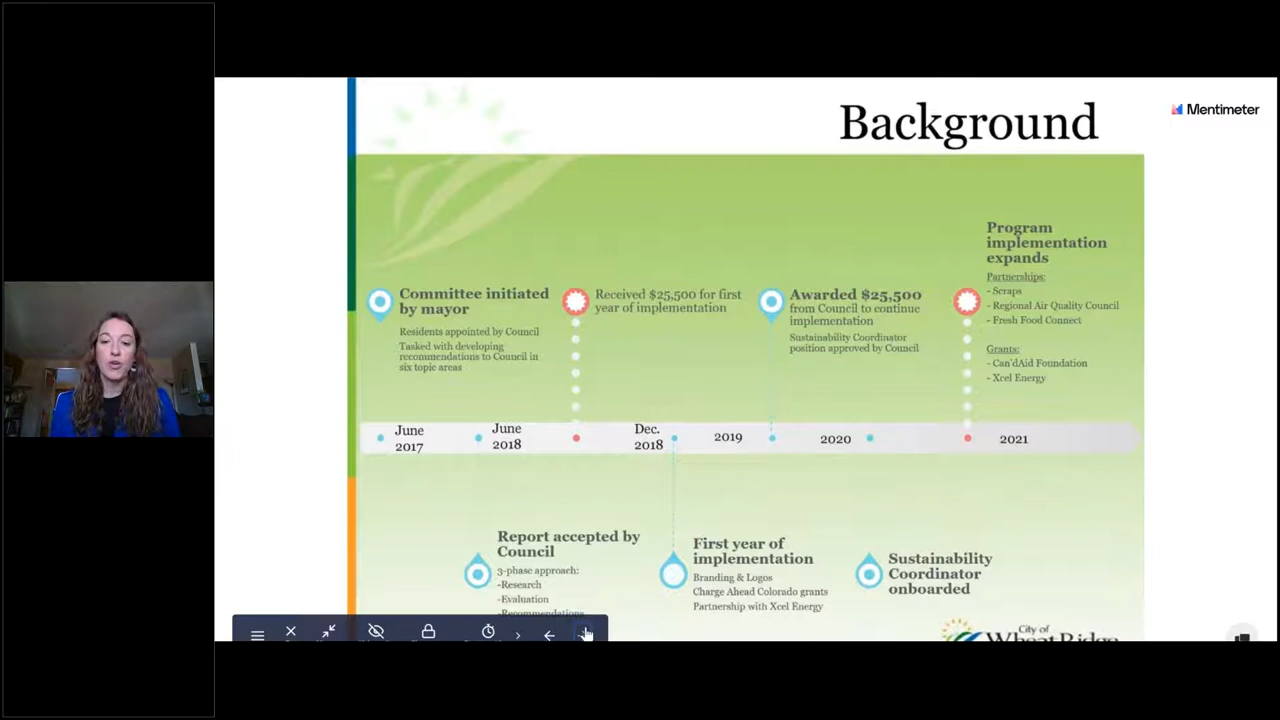 Background
Mentimeter
Committee initiated
by mayor
Residents appointed by Council
Tasked with developing
recommendations to Council in
six topic areas
Received $25,500 for first
year of implementation
Awarded $25,500
from Council to continue
implementation
Sustainability Coordinator
position approved by Council
Program
implementation
expands
Partnerships:
- Scraps
- Regional Air Quality Council
- Fresh Food Connect
Grants:
- Can'dAid Foundation
- Xcel Energy
June
2017
June
2018
Dec.
2018
2019
2020
2021
Report accepted by
Council
3-phase approach:
-Research
-Evaluation
-Recommendations
First year of
implementation
Branding & Logos
Charge Ahead Colorado grants
Partnership with Xcel Energy
Sustainability
Coordinator
onboarded
City of
Wheat Ridge